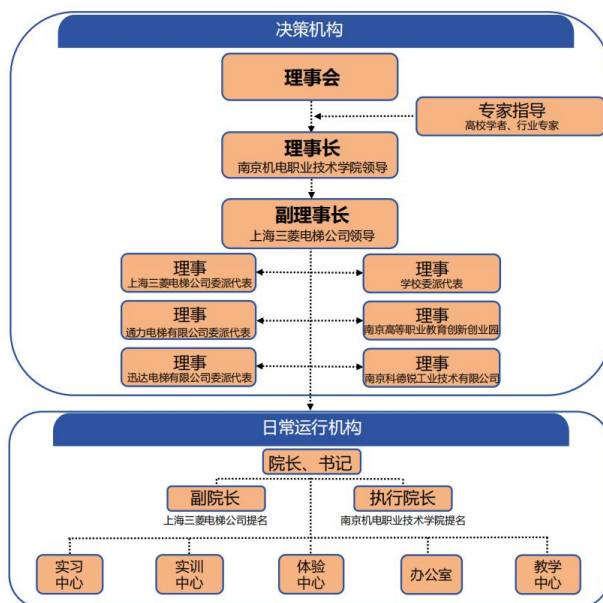 决策机构
理事会
专家指导
高校学者、行业专家
理事长
南京机电职业技术学院领导
副理事长
上海三菱电梯公司领导
理事
上海三菱电梯公司委派代表
理事
学校委派代表
理事
通力电梯有限公司委派代表
理事
南京高等职业教育创新创业园
理事
迅达电梯有限公司委派代表
理事
南京科德锐工业技术有限公司
日常运行机构
院长、书记
副院长
上海三菱电梯公司提名
执行院长
南京机电职业技术学院提名
实习
中心
实训
中心
体验
中心
办公室
教学
中心